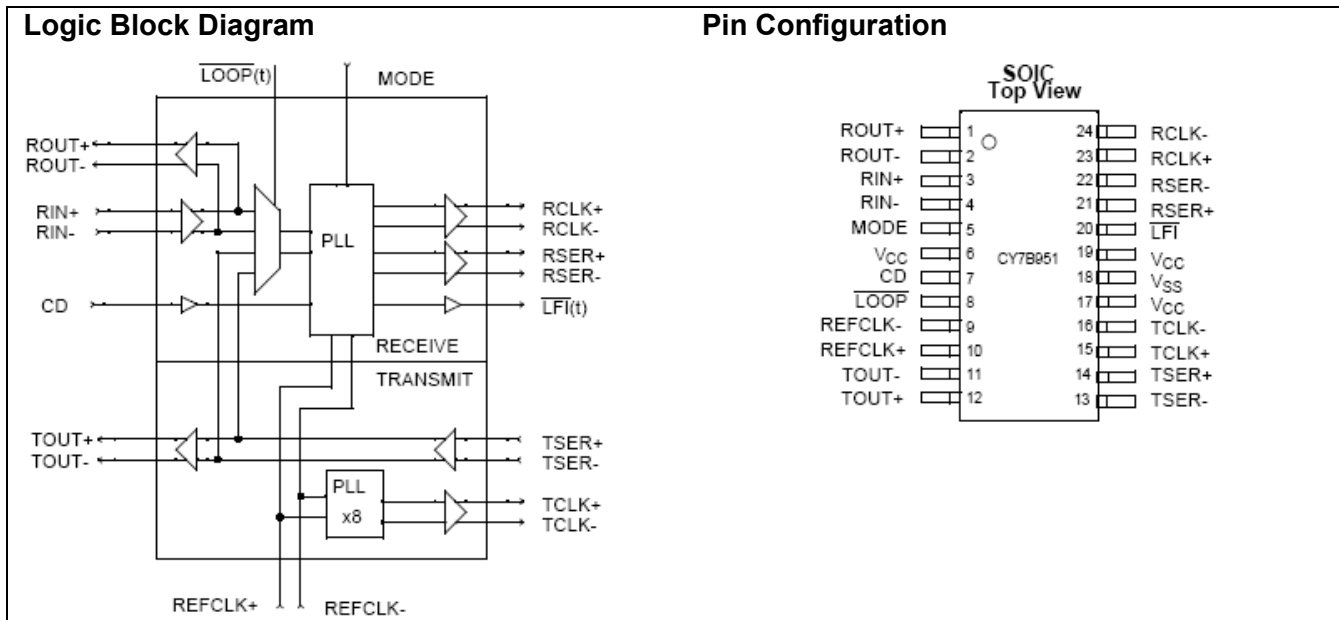 Logic Block Diagram
LOOP(t)
MODE
ROUT+
ROUT-
RIN+
RIN-
CD
PLL
RCLK+
RCLK-
RSER+
RSER-
LFI(t)
RECEIVE
TRANSMIT
TOUT+
TOUT-
TSER+
TSER-
PLL
x8
TCLK+
TCLK-
REFCLK+
REFCLK-
Pin Configuration
SOIC
Top View
ROUT+ 1 24 RCLK-
ROUT- 2 23 RCLK+
RIN+ 3 22 RSER-
RIN- 4 21 RSER+
MODE 5 20 LFI
VCC 6 CY7B951 19 VCC
CD 7 18 VSS
LOOP 8 17 VCC
REFCLK- 9 16 TCLK-
REFCLK+ 10 15 TCLK+
TOUT- 11 14 TSER+
TOUT+ 12 13 TSER-